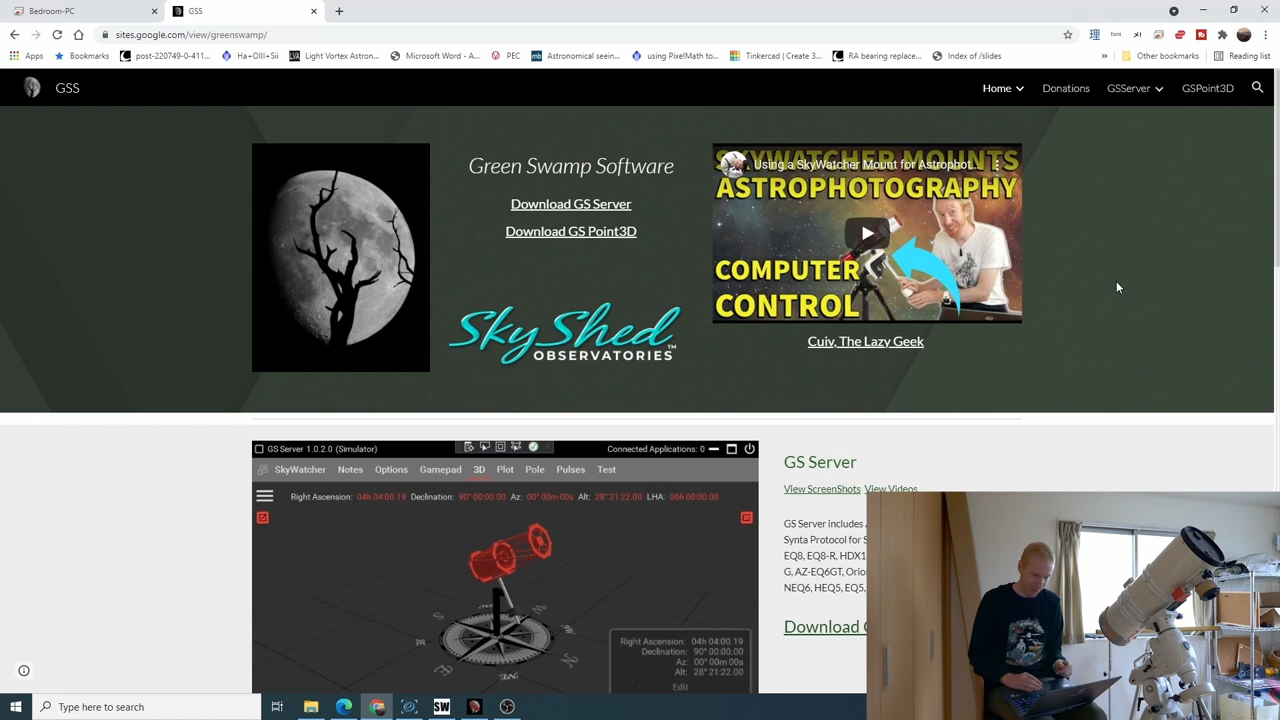 Bedroom-PC
GSS
sites.google.com/view/greenswamp/
Apps
Bookmarks
post-220749-0-411...
Ha+OIII+Sii
Light Vortex Astron...
Microsoft Word - A...
PEC
Astronomical seein...
using PixelMath to...
Tinkercad | Create 3...
RA bearing replace...
Index of /slides
»
Other bookmarks
Reading list
GSS
Home
Donations
GSServer
GSPoint3D
Green Swamp Software
Download GS Server
Download GS Point3D
SkyShed™
OBSERVATORIES
SKYWATCHER MOUNTS
Using a SkyWatcher Mount for Astrophot...
ASTROPHOTOGRAPHY
COMPUTER
CONTROL
Cuiv, The Lazy Geek
GS Server 1.0.2.0 (Simulator)
Connected Applications: 0
SkyWatcher Notes Options Gamepad 3D Plot Pole Pulses Test
Right Ascension: 04h 04:00.19 Declination: 90° 00:00.00 Az: 00° 00m 00s Alt: 28° 21:22.00 LHA: 06h 00:00.00
Right Ascension: 04h 04:00.19
Declination: 90° 00:00.00
Az: 00° 00m 00s
Alt: 28° 21:22.00
Edit
GS Server
View ScreenShots View Videos
GS Server includes
Synta Protocol for S
EQ8, EQ8-R, HDX1
G, AZ-EQ6GT, Orio
NEQ6, HEQ5, EQ5,
Download
Type here to search
SW